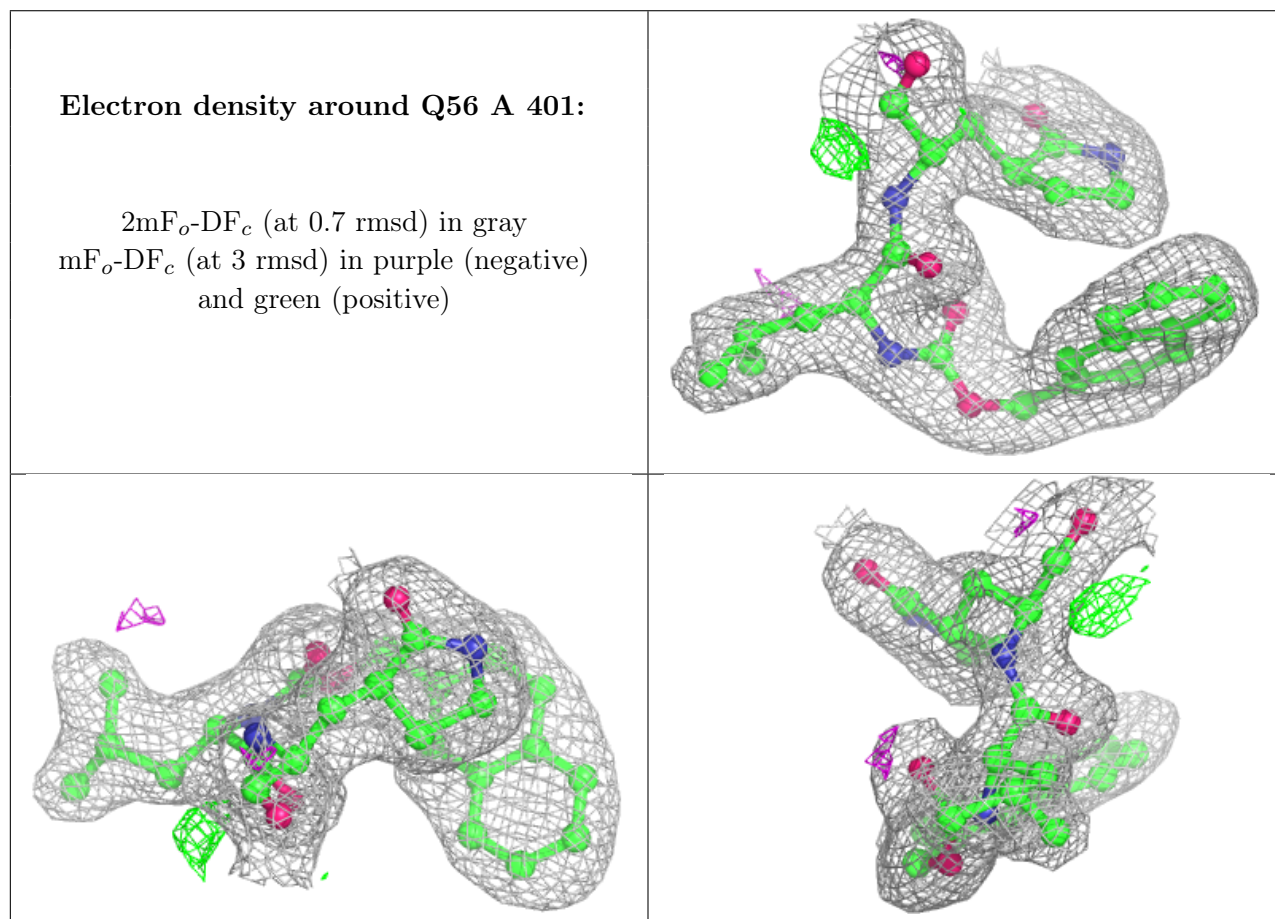 Electron density around Q56 A 401:
2mFo-DFc (at 0.7 rmsd) in gray
mFo-DFc (at 3 rmsd) in purple (negative)
and green (positive)